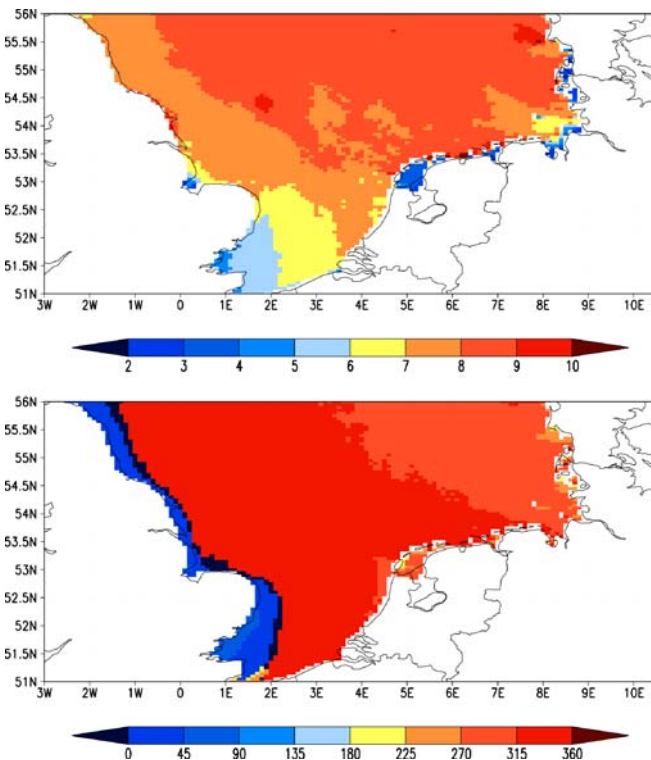 56N
55.5N
55N
54.5N
54N
53.5N
53N
52.5N
52N
51.5N
51N
3W 2W 1W 0 1E 2E 3E 4E 5E 6E 7E 8E 9E 10E
2 3 4 5 6 7 8 9 10
56N
55.5N
55N
54.5N
54N
53.5N
53N
52.5N
52N
51.5N
51N
3W 2W 1W 0 1E 2E 3E 4E 5E 6E 7E 8E 9E 10E
0 45 90 135 180 225 270 315 360